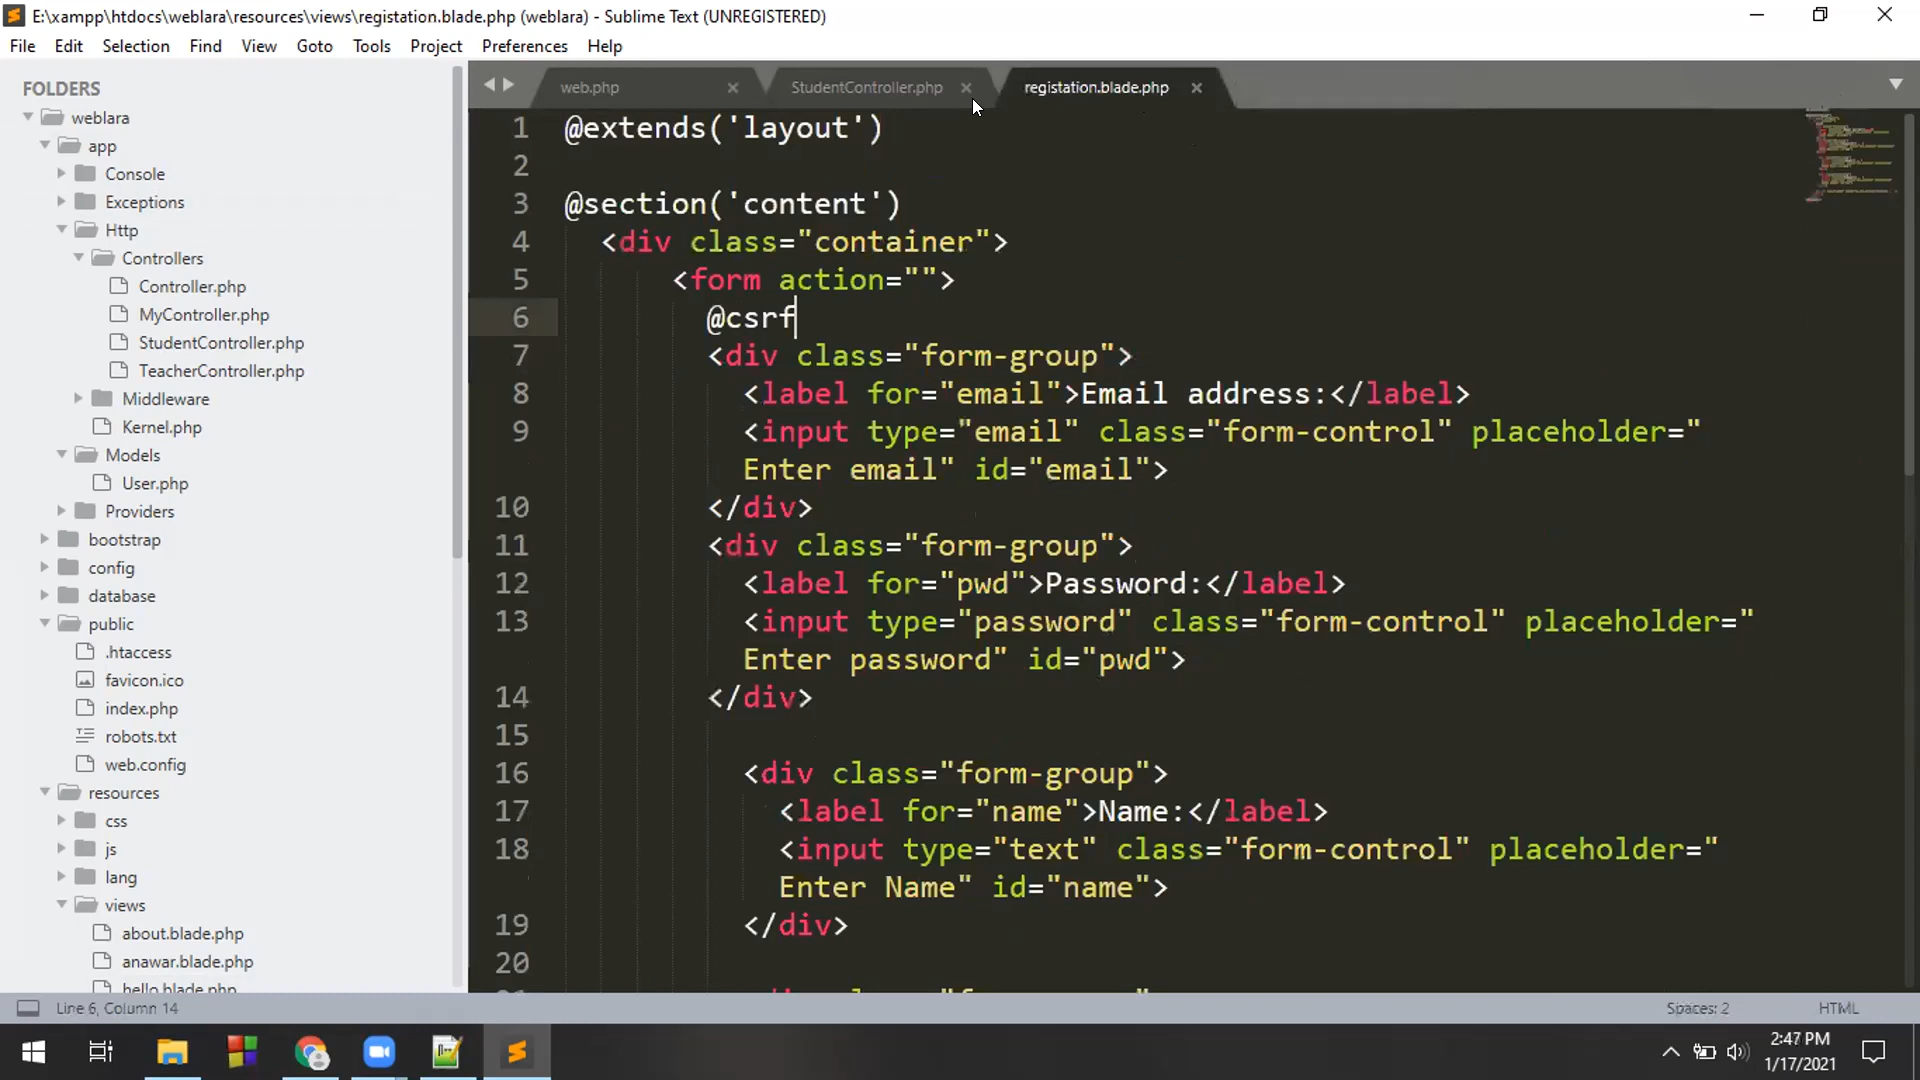 E:\xampp\htdocs\weblara\resources\views\registation.blade.php (weblara) - Sublime Text (UNREGISTERED)
File Edit Selection Find View Goto Tools Project Preferences Help
FOLDERS
weblara
app
Console
Exceptions
Http
Controllers
Controller.php
MyController.php
StudentController.php
TeacherController.php
Middleware
Kernel.php
Models
User.php
Providers
bootstrap
config
database
public
.htaccess
favicon.ico
index.php
robots.txt
web.config
resources
css
js
lang
views
about.blade.php
anawar.blade.php
hello.blade.php
web.php StudentController.php registation.blade.php
1 @extends('layout')
2
3 @section('content')
4 <div class="container">
5 <form action="">
6 @csrf
7 <div class="form-group">
8 <label for="email">Email address:</label>
9 <input type="email" class="form-control" placeholder="
Enter email" id="email">
10 </div>
11 <div class="form-group">
12 <label for="pwd">Password:</label>
13 <input type="password" class="form-control" placeholder="
Enter password" id="pwd">
14 </div>
15
16 <div class="form-group">
17 <label for="name">Name:</label>
18 <input type="text" class="form-control" placeholder="
Enter Name" id="name">
19 </div>
20
Line 6, Column 14 Spaces: 2 HTML
2:47 PM
1/17/2021